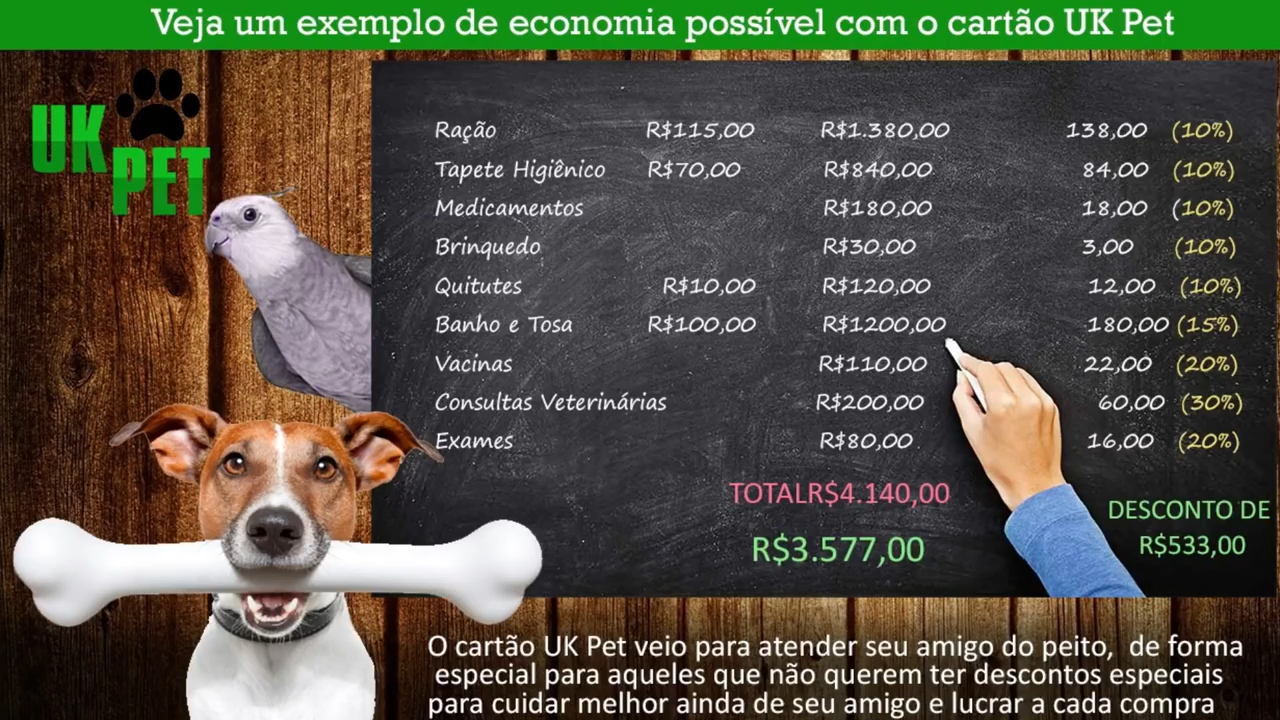 Veja um exemplo de economia possível com o cartão UK Pet
UK
PET
Ração R$115,00 R$1.380,00 138,00 (10%)
Tapete Higiênico R$70,00 R$840,00 84,00 (10%)
Medicamentos R$180,00 18,00 (10%)
Brinquedo R$30,00 3,00 (10%)
Quitutes R$10,00 R$120,00 12,00 (10%)
Banho e Tosa R$100,00 R$1200,00 180,00 (15%)
Vacinas R$110,00 22,00 (20%)
Consultas Veterinárias R$200,00 60,00 (30%)
Exames R$80,00 16,00 (20%)
TOTALR$4.140,00
R$3.577,00
DESCONTO DE
R$533,00
O cartão UK Pet veio para atender seu amigo do peito, de forma
especial para aqueles que não querem ter descontos especiais
para cuidar melhor ainda de seu amigo e lucrar a cada compra